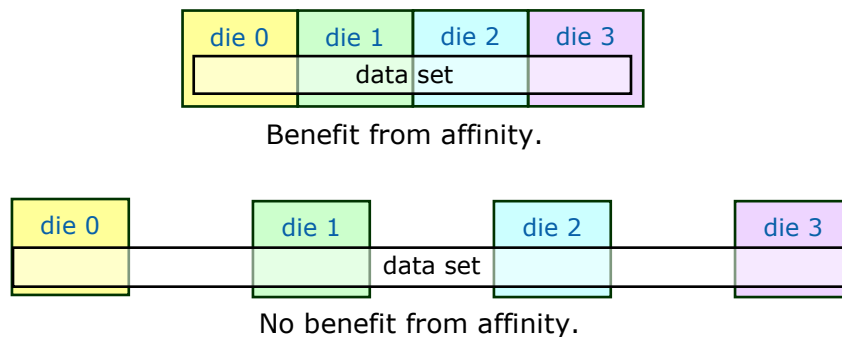 die 0 die 1 die 2 die 3
data set
Benefit from affinity.
die 0 die 1 die 2 die 3
data set
No benefit from affinity.